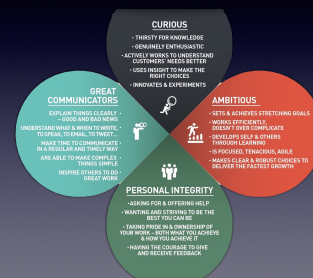 CURIOUS
• THIRSTY FOR KNOWLEDGE
• GENUINELY ENTHUSIASTIC
• ACTIVELY WORKS TO UNDERSTAND
CUSTOMERS' NEEDS BETTER
• USES INSIGHT TO MAKE THE
RIGHT CHOICES
• INNOVATES & EXPERIMENTS
GREAT
COMMUNICATORS
EXPLAIN THINGS CLEARLY •
– GOOD AND BAD NEWS
UNDERSTAND WHAT & WHEN TO WRITE, •
TO SPEAK, TO EMAIL, TO TWEET...
MAKE TIME TO COMMUNICATE •
IN A REGULAR AND TIMELY WAY
ARE ABLE TO MAKE COMPLEX •
THINGS SIMPLE
INSPIRE OTHERS TO DO •
GREAT WORK
AMBITIOUS
• SETS & ACHIEVES STRETCHING GOALS
• WORKS EFFICIENTLY,
DOESN'T OVER COMPLICATE
• DEVELOPS SELF & OTHERS
THROUGH LEARNING
• IS FOCUSED, TENACIOUS, AGILE
• MAKES CLEAR & ROBUST CHOICES TO
DELIVER THE FASTEST GROWTH
PERSONAL INTEGRITY
• ASKING FOR & OFFERING HELP
• WANTING AND STRIVING TO BE THE
BEST YOU CAN BE
• TAKING PRIDE IN & OWNERSHIP OF
YOUR WORK – BOTH WHAT YOU ACHIEVE
& HOW YOU ACHIEVE IT
• HAVING THE COURAGE TO GIVE
AND RECEIVE FEEDBACK